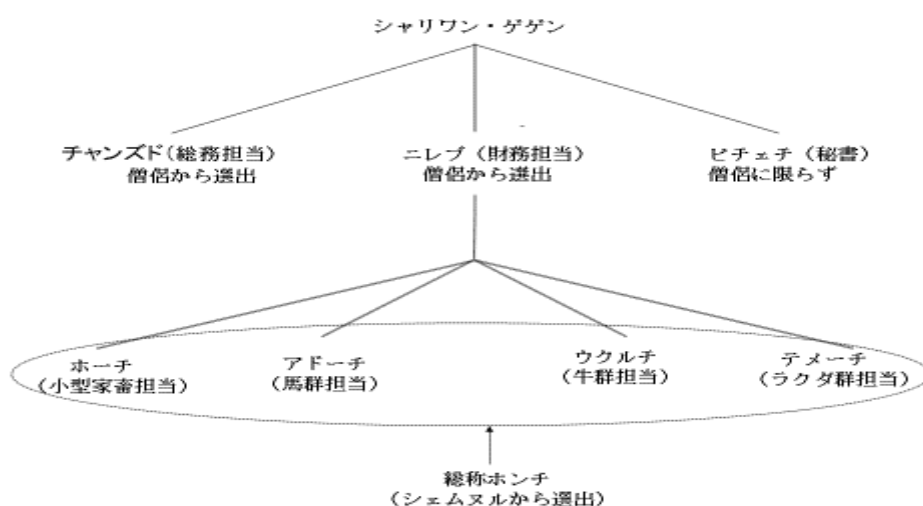 シャリワン・ゲゲン
チャンズド(総務担当)
僧侶から選出
ニレブ(財務担当)
僧侶から選出
ビチェチ(秘書)
僧侶に限らず
ホーチ
(小型家畜担当)
アドーチ
(馬群担当)
ウクルチ
(牛群担当)
テメーチ
(ラクダ群担当)
総称ホンチ
(シェムヌルから選出)